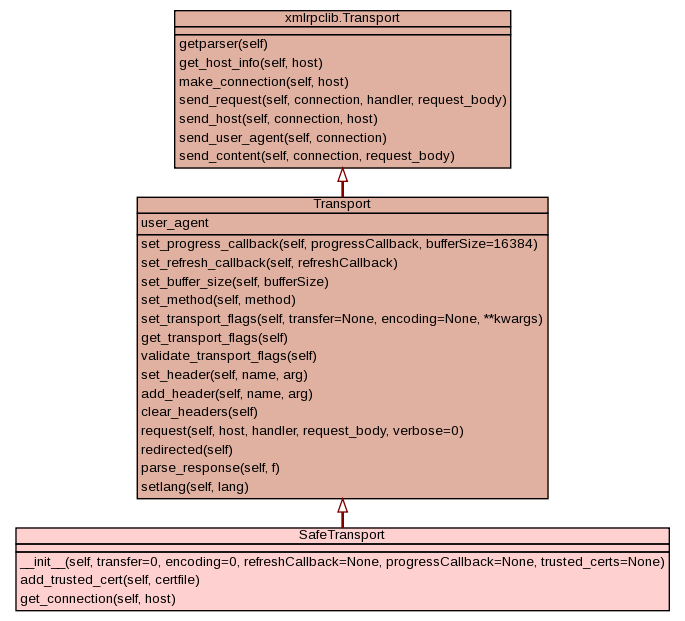 xmlrpclib.Transport
getparser(self)
get_host_info(self, host)
make_connection(self, host)
send_request(self, connection, handler, request_body)
send_host(self, connection, host)
send_user_agent(self, connection)
send_content(self, connection, request_body)
Transport
user_agent
set_progress_callback(self, progressCallback, bufferSize=16384)
set_refresh_callback(self, refreshCallback)
set_buffer_size(self, bufferSize)
set_method(self, method)
set_transport_flags(self, transfer=None, encoding=None, **kwargs)
get_transport_flags(self)
validate_transport_flags(self)
set_header(self, name, arg)
add_header(self, name, arg)
clear_headers(self)
request(self, host, handler, request_body, verbose=0)
redirected(self)
parse_response(self, f)
setlang(self, lang)
SafeTransport
__init__(self, transfer=0, encoding=0, refreshCallback=None, progressCallback=None, trusted_certs=None)
add_trusted_cert(self, certfile)
get_connection(self, host)